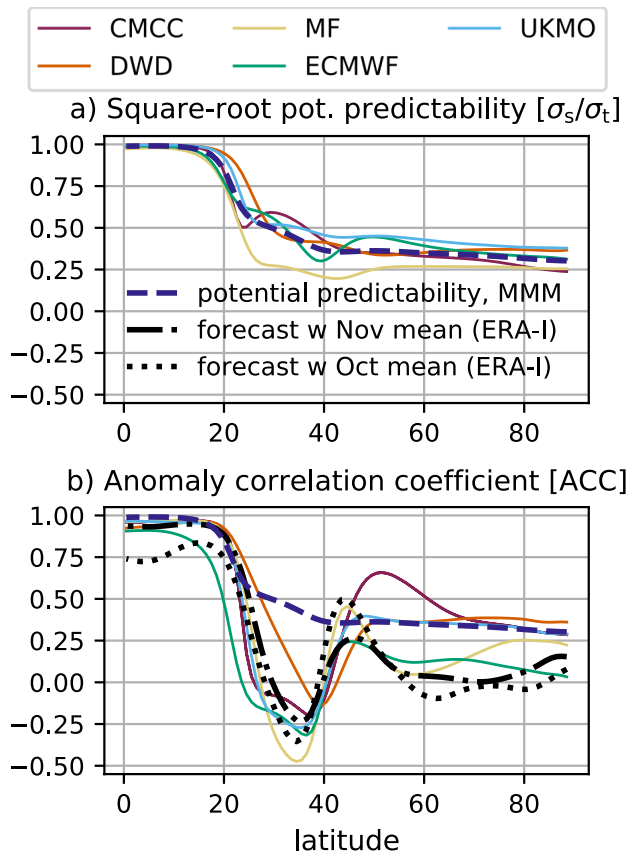 CMCC MF UKMO
DWD ECMWF
a) Square-root pot. predictability [σs/σt]
1.00
0.75
0.50
0.25
0.00
−0.25
−0.50
potential predictability, MMM
forecast w Nov mean (ERA-I)
forecast w Oct mean (ERA-I)
0 20 40 60 80
b) Anomaly correlation coefficient [ACC]
1.00
0.75
0.50
0.25
0.00
−0.25
−0.50
0 20 40 60 80
latitude